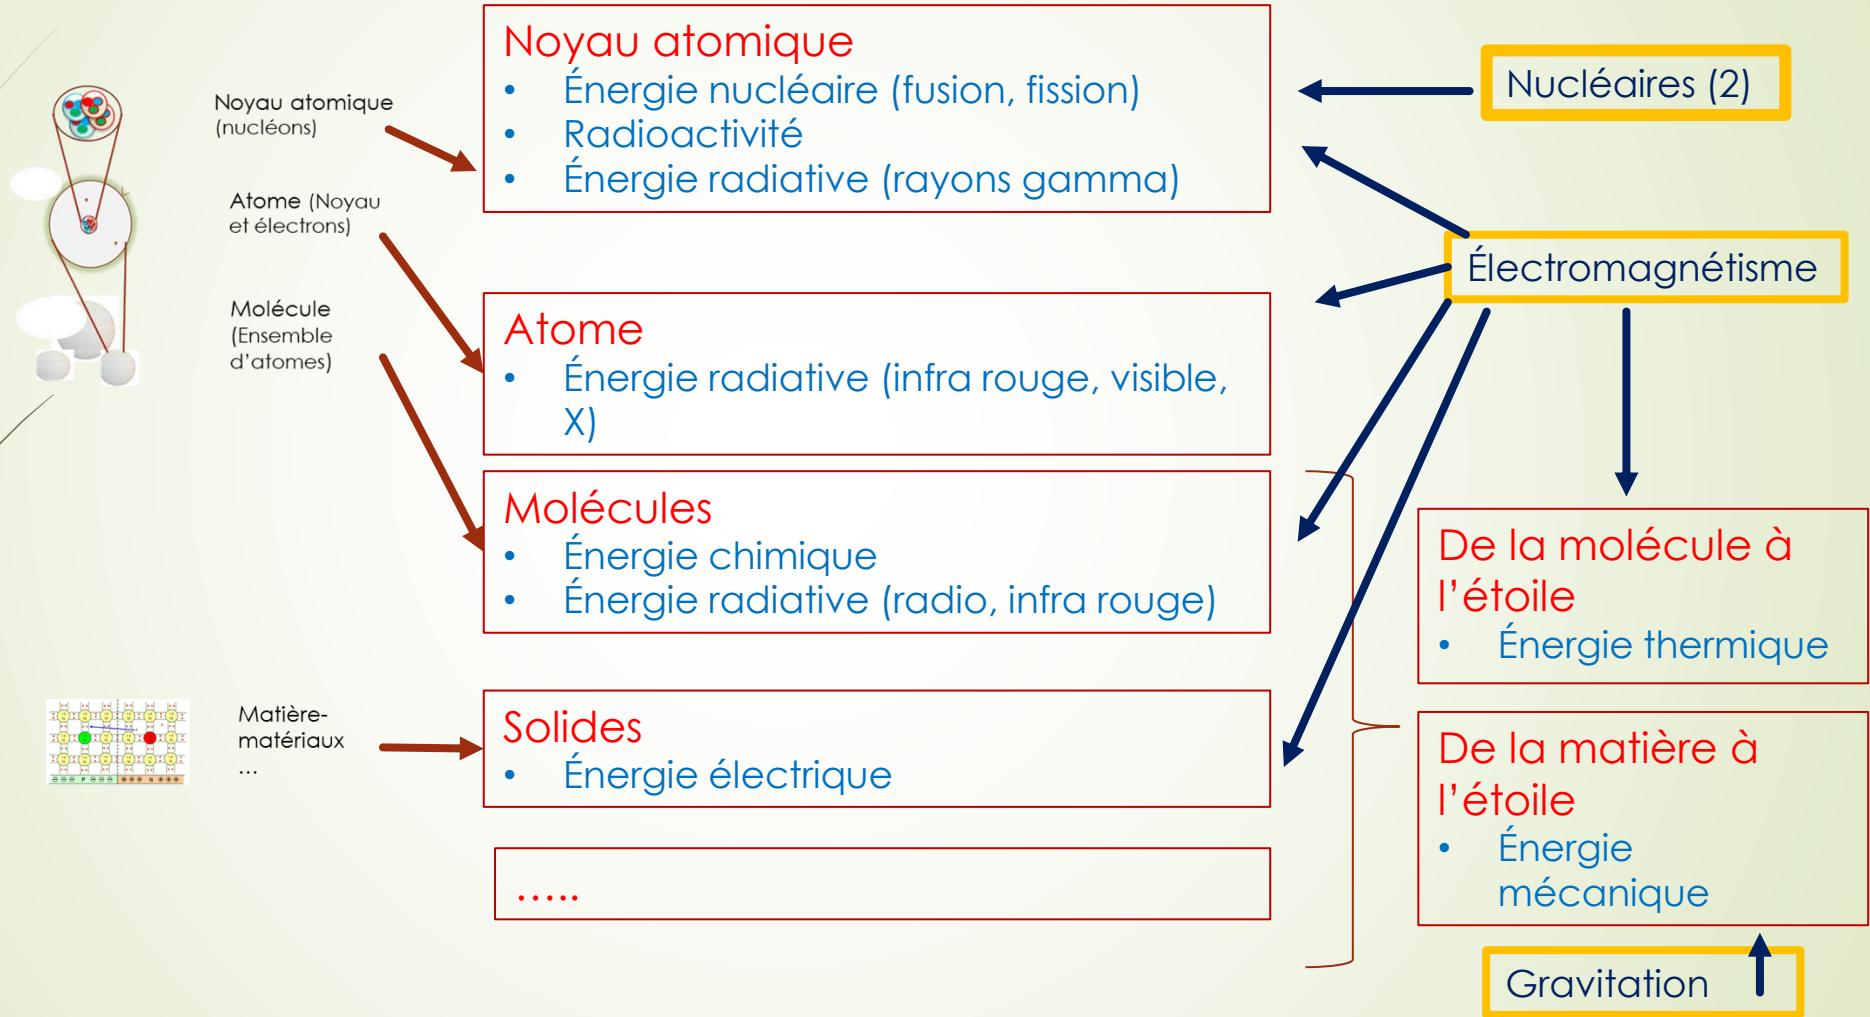 Noyau atomique
(nucléons)
Atome (Noyau
et électrons)
Molécule
(Ensemble
d'atomes)
Matière-
matériaux
...
Noyau atomique
• Énergie nucléaire (fusion, fission)
• Radioactivité
• Énergie radiative (rayons gamma)
Atome
• Énergie radiative (infra rouge, visible,
X)
Molécules
• Énergie chimique
• Énergie radiative (radio, infra rouge)
Solides
• Énergie électrique
.....
Nucléaires (2)
Électromagnétisme
De la molécule à
l'étoile
• Énergie thermique
De la matière à
l'étoile
• Énergie
mécanique
Gravitation